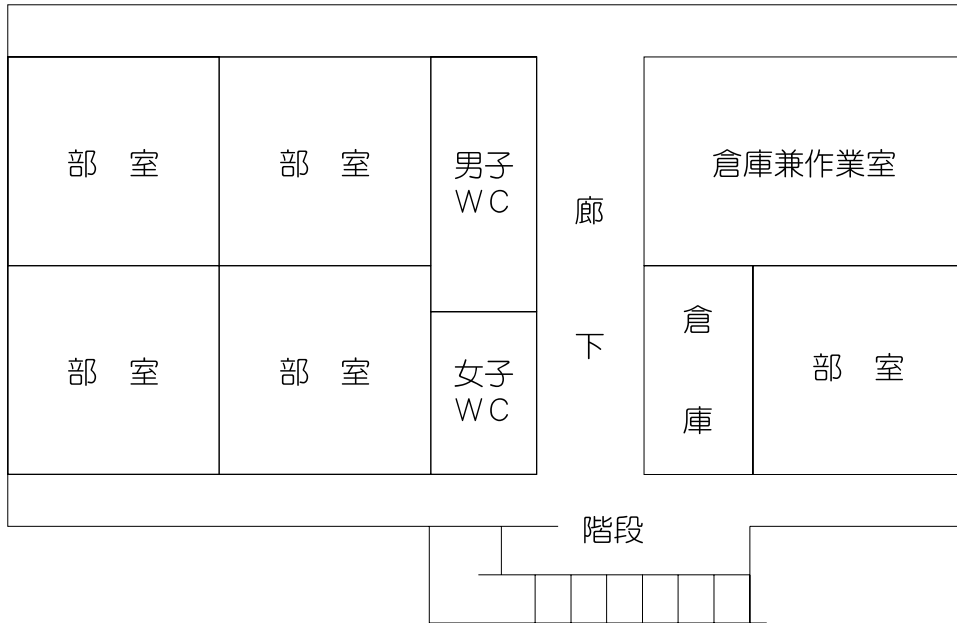 部　室
部　室
男子
ＷＣ
廊
下
倉庫兼作業室
部　室
部　室
女子
ＷＣ
倉
庫
部　室
階段